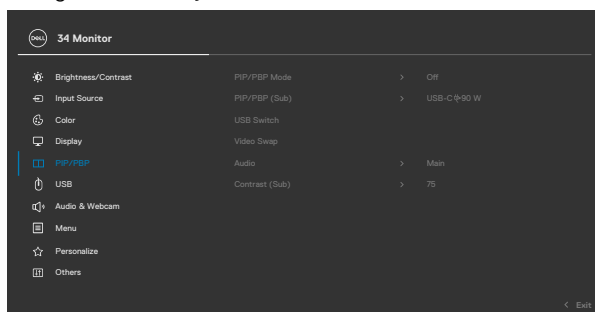 DELL 34 Monitor
Brightness/Contrast PIP/PBP Mode > Off
Input Source PIP/PBP (Sub) > USB-C 90 W
Color USB Switch
Display Video Swap
PIP/PBP Audio > Main
USB Contrast (Sub) > 75
Audio & Webcam
Menu
Personalize
Others
< Exit